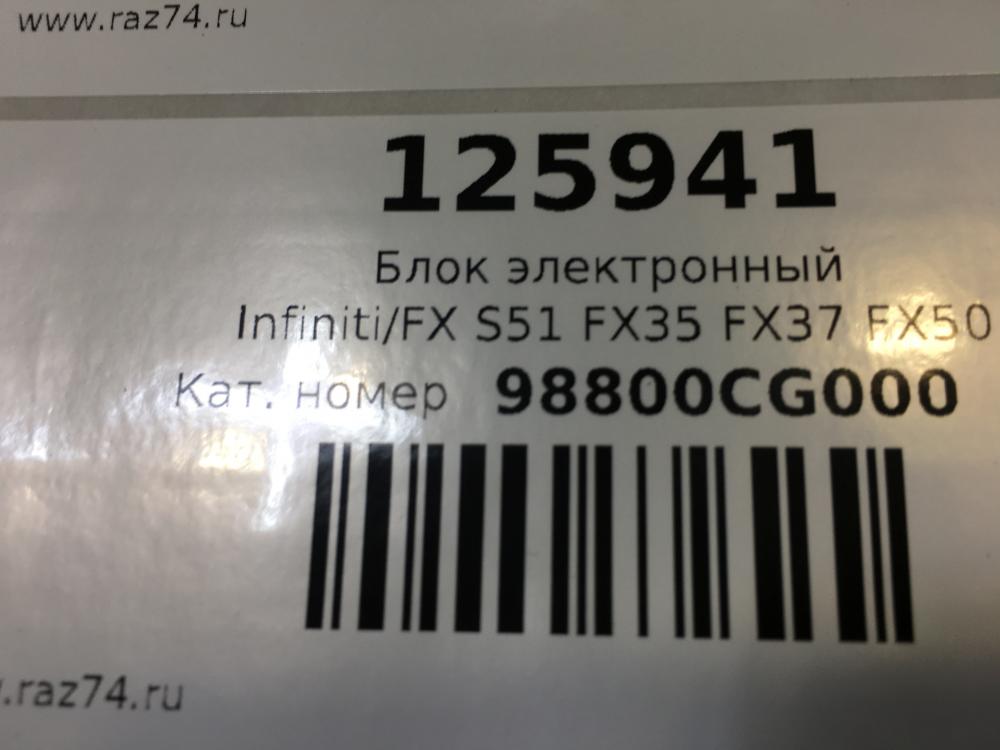 www.raz74.ru
125941
Блок электронный
Infiniti/FX S51 FX35 FX37 FX50
Кат. номер 98800CG000
.raz74.ru